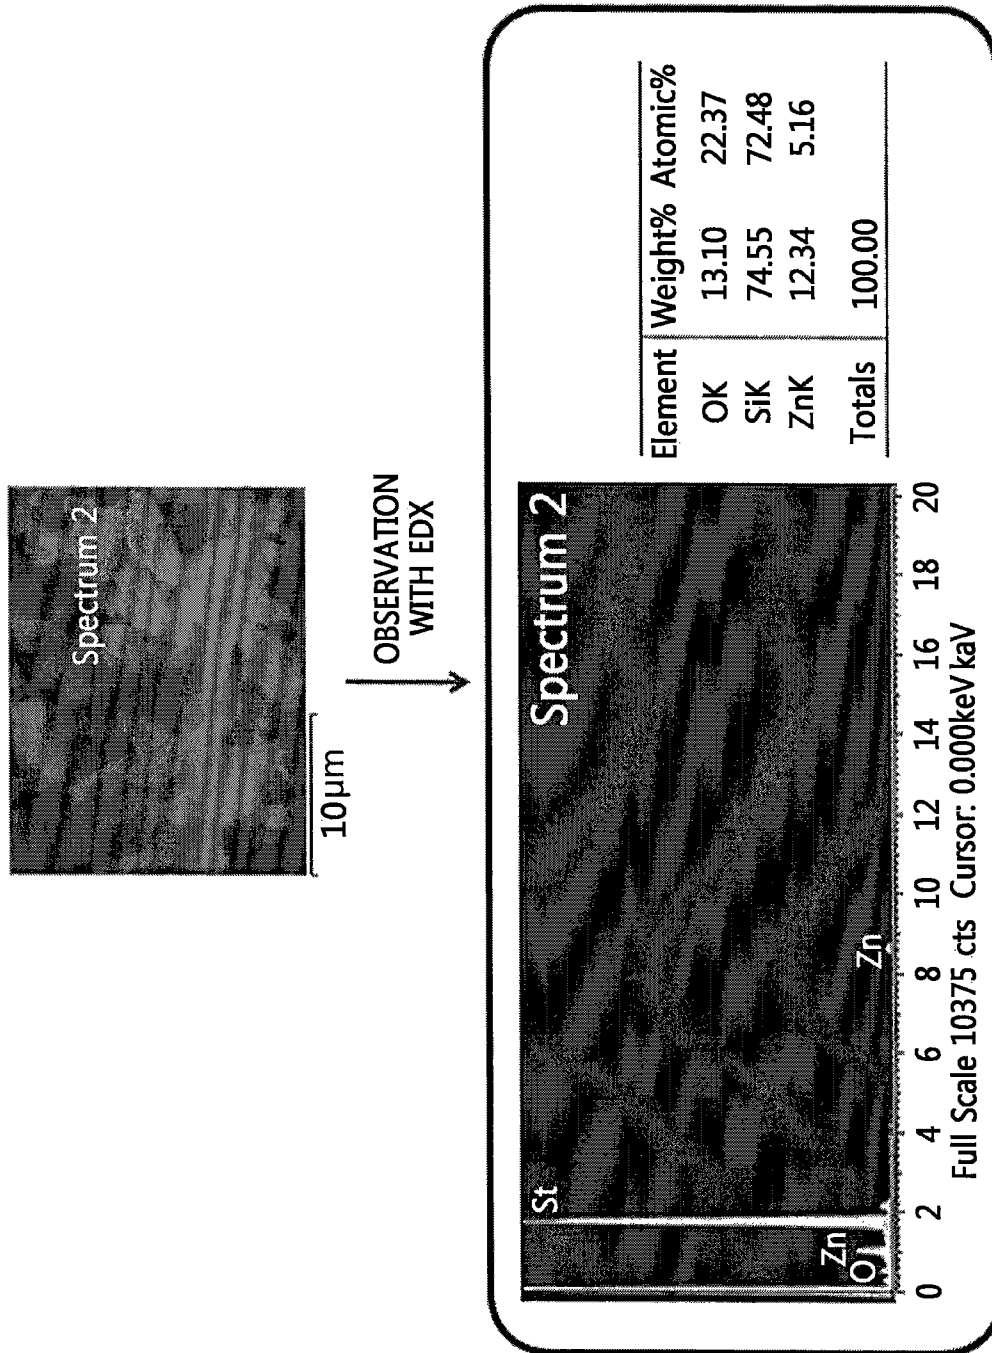 Spectrum 2
10μm
OBSERVATION
WITH EDX
Spectrum 2
St
Zn
O
Zn
0 2 4 6 8 10 12 14 16 18 20
Full Scale 10375 cts Cursor: 0.000keV kaV
Element Weight% Atomic%
OK 13.10 22.37
SiK 74.55 72.48
ZnK 12.34 5.16
Totals 100.00